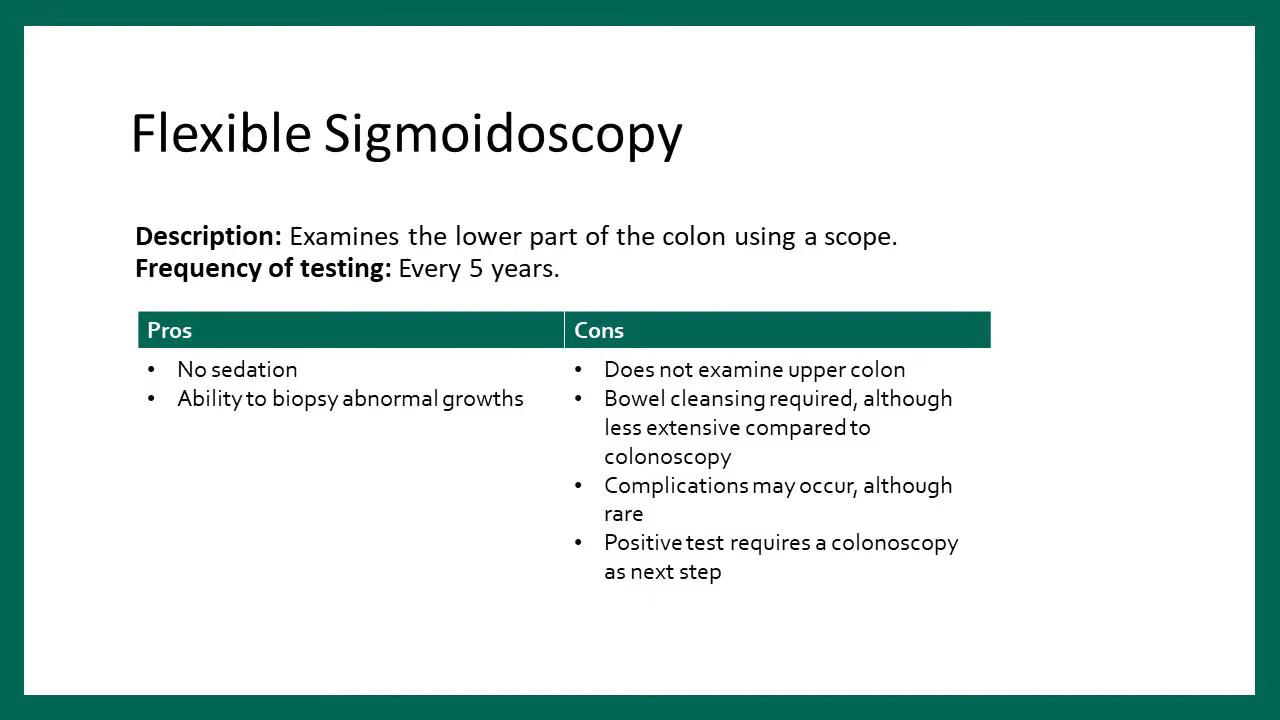 Flexible Sigmoidoscopy
Description: Examines the lower part of the colon using a scope.
Frequency of testing: Every 5 years.
Pros
• No sedation
• Ability to biopsy abnormal growths
Cons
• Does not examine upper colon
• Bowel cleansing required, although
less extensive compared to
colonoscopy
• Complications may occur, although
rare
• Positive test requires a colonoscopy
as next step